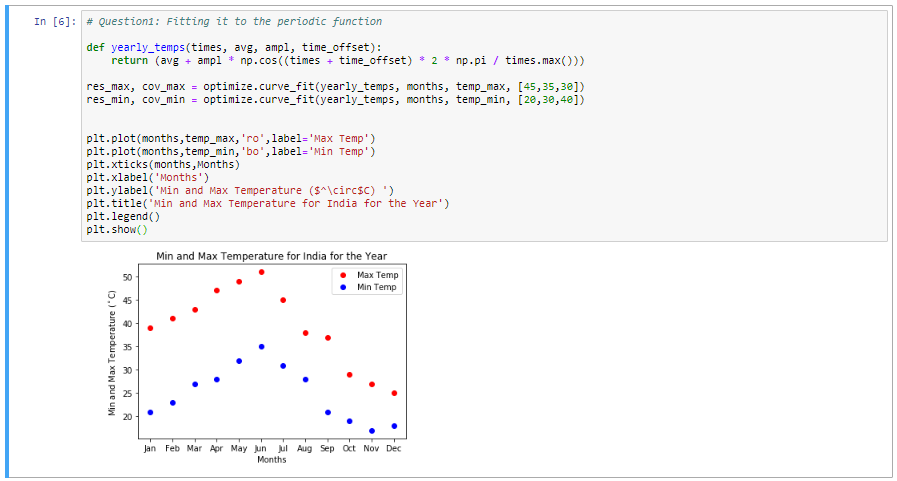 In [6]: # Question1: Fitting it to the periodic function
def yearly_temps(times, avg, ampl, time_offset):
    return (avg + ampl * np.cos((times + time_offset) * 2 * np.pi / times.max()))
res_max, cov_max = optimize.curve_fit(yearly_temps, months, temp_max, [45,35,30])
res_min, cov_min = optimize.curve_fit(yearly_temps, months, temp_min, [20,30,40])
plt.plot(months,temp_max,'ro',label='Max Temp')
plt.plot(months,temp_min,'bo',label='Min Temp')
plt.xticks(months,Months)
plt.xlabel('Months')
plt.ylabel('Min and Max Temperature ($^\circ$C) ')
plt.title('Min and Max Temperature for India for the Year')
plt.legend()
plt.show()
Min and Max Temperature for India for the Year
Max Temp
Min Temp
Min and Max Temperature (°C)
50
45
40
35
30
25
20
Jan Feb Mar Apr May Jun Jul Aug Sep Oct Nov Dec
Months